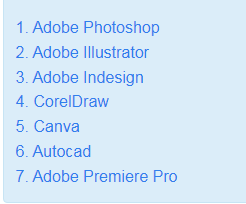 1. Adobe Photoshop
2. Adobe Illustrator
3. Adobe Indesign
4. CorelDraw
5. Canva
6. Autocad
7. Adobe Premiere Pro